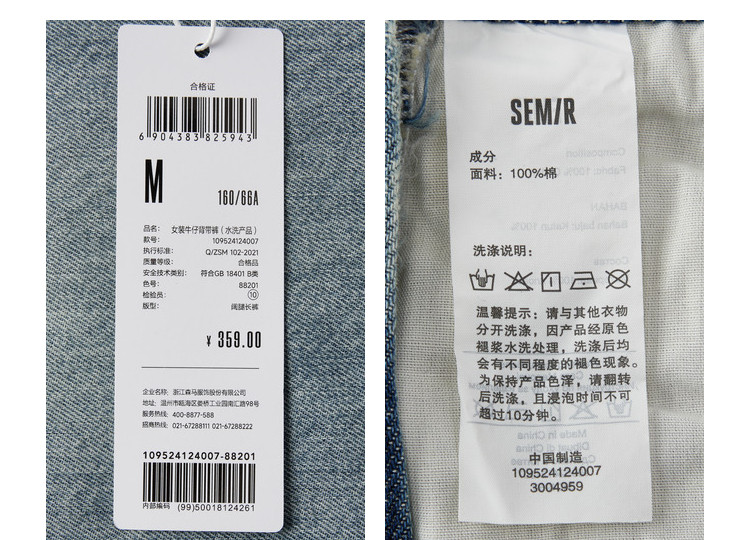 合格证
6 904383 825943
M
160/66A
品名: 女装牛仔背带裤（水洗产品）
款号: 109524124007
执行标准: Q/ZSM 102-2021
质量等级: 合格品
安全技术类别: 符合GB 18401 B类
色号: 88201
检验员: ⑩
版型: 阔腿长裤
¥ 359.00
企业名称: 浙江森马服饰股份有限公司
地址: 温州市瓯海区娄桥工业园南汇路98号
服务热线: 400-8877-588
招商热线: 021-67288111 021-67288222
109524124007-88201
内部编码 (99)50018124261
SEM/R
成分
面料: 100%棉
洗涤说明:
温馨提示: 请与其他衣物
分开洗涤, 因产品经原色
褪浆水洗处理, 洗涤后均
会有不同程度的褪色现象。
为保持产品色泽, 请翻转
后洗涤, 且浸泡时间不可
超过10分钟。
中国制造
109524124007
3004959